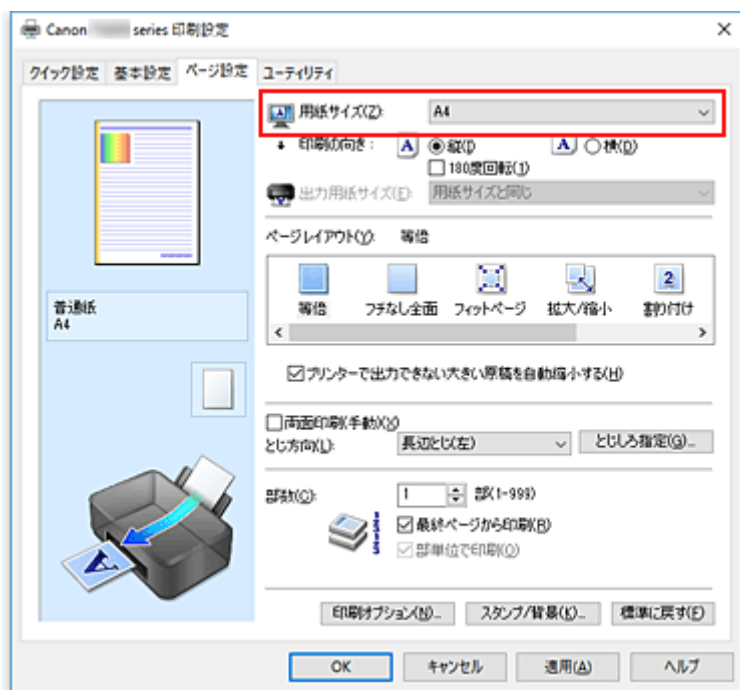 Canon series 印刷設定
クイック設定 基本設定 ページ設定 ユーティリティ
用紙サイズ(Z): A4
印刷の向き: A 縦(I) A 横(D)
180度回転(1)
出力用紙サイズ(E): 用紙サイズと同じ
ページレイアウト(Y): 等倍
等倍 フチなし全面 フィットページ 拡大/縮小 2 割り付け
普通紙
A4
プリンターで出力できない大きい原稿を自動縮小する(H)
両面印刷(手動)(X)
とじ方向(L): 長辺とじ(左) とじしろ指定(G)...
部数(C): 1 部(1-999)
最終ページから印刷(R)
部単位で印刷(O)
A
印刷オプション(N)... スタンプ/背景(K)... 標準に戻す(F)
OK キャンセル 適用(A) ヘルプ